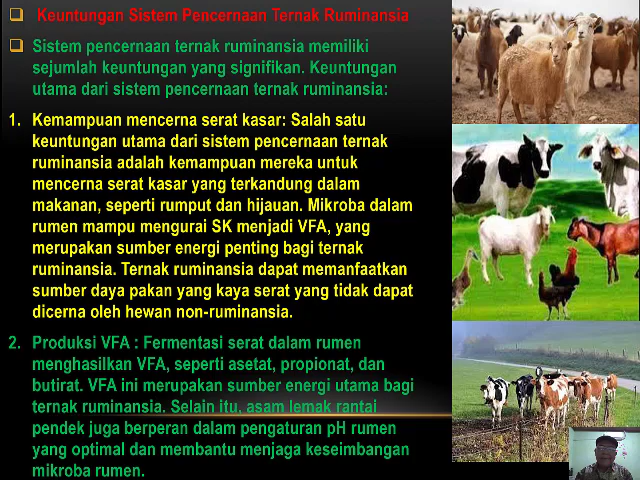 Keuntungan Sistem Pencernaan Ternak Ruminansia
Sistem pencernaan ternak ruminansia memiliki
sejumlah keuntungan yang signifikan. Keuntungan
utama dari sistem pencernaan ternak ruminansia:
1. Kemampuan mencerna serat kasar: Salah satu
keuntungan utama dari sistem pencernaan ternak
ruminansia adalah kemampuan mereka untuk
mencerna serat kasar yang terkandung dalam
makanan, seperti rumput dan hijauan. Mikroba dalam
rumen mampu mengurai SK menjadi VFA, yang
merupakan sumber energi penting bagi ternak
ruminansia. Ternak ruminansia dapat memanfaatkan
sumber daya pakan yang kaya serat yang tidak dapat
dicerna oleh hewan non-ruminansia.
2. Produksi VFA : Fermentasi serat dalam rumen
menghasilkan VFA, seperti asetat, propionat, dan
butirat. VFA ini merupakan sumber energi utama bagi
ternak ruminansia. Selain itu, asam lemak rantai
pendek juga berperan dalam pengaturan pH rumen
yang optimal dan membantu menjaga keseimbangan
mikroba rumen.